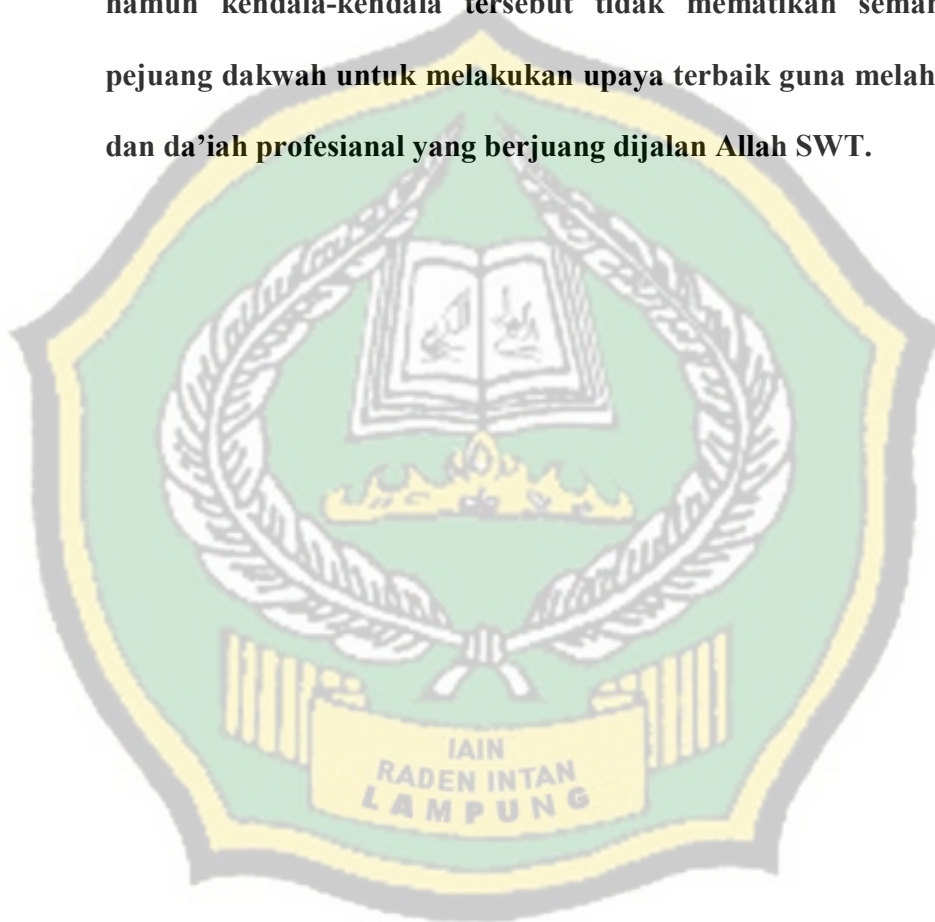 namun kendala-kendala tersebut tidak mematikan semar
pejuang dakwah untuk melakukan upaya terbaik guna melah
dan da’iah profesianal yang berjuang dijalan Allah SWT.
IAIN
RADEN INTAN
LAMPUNG